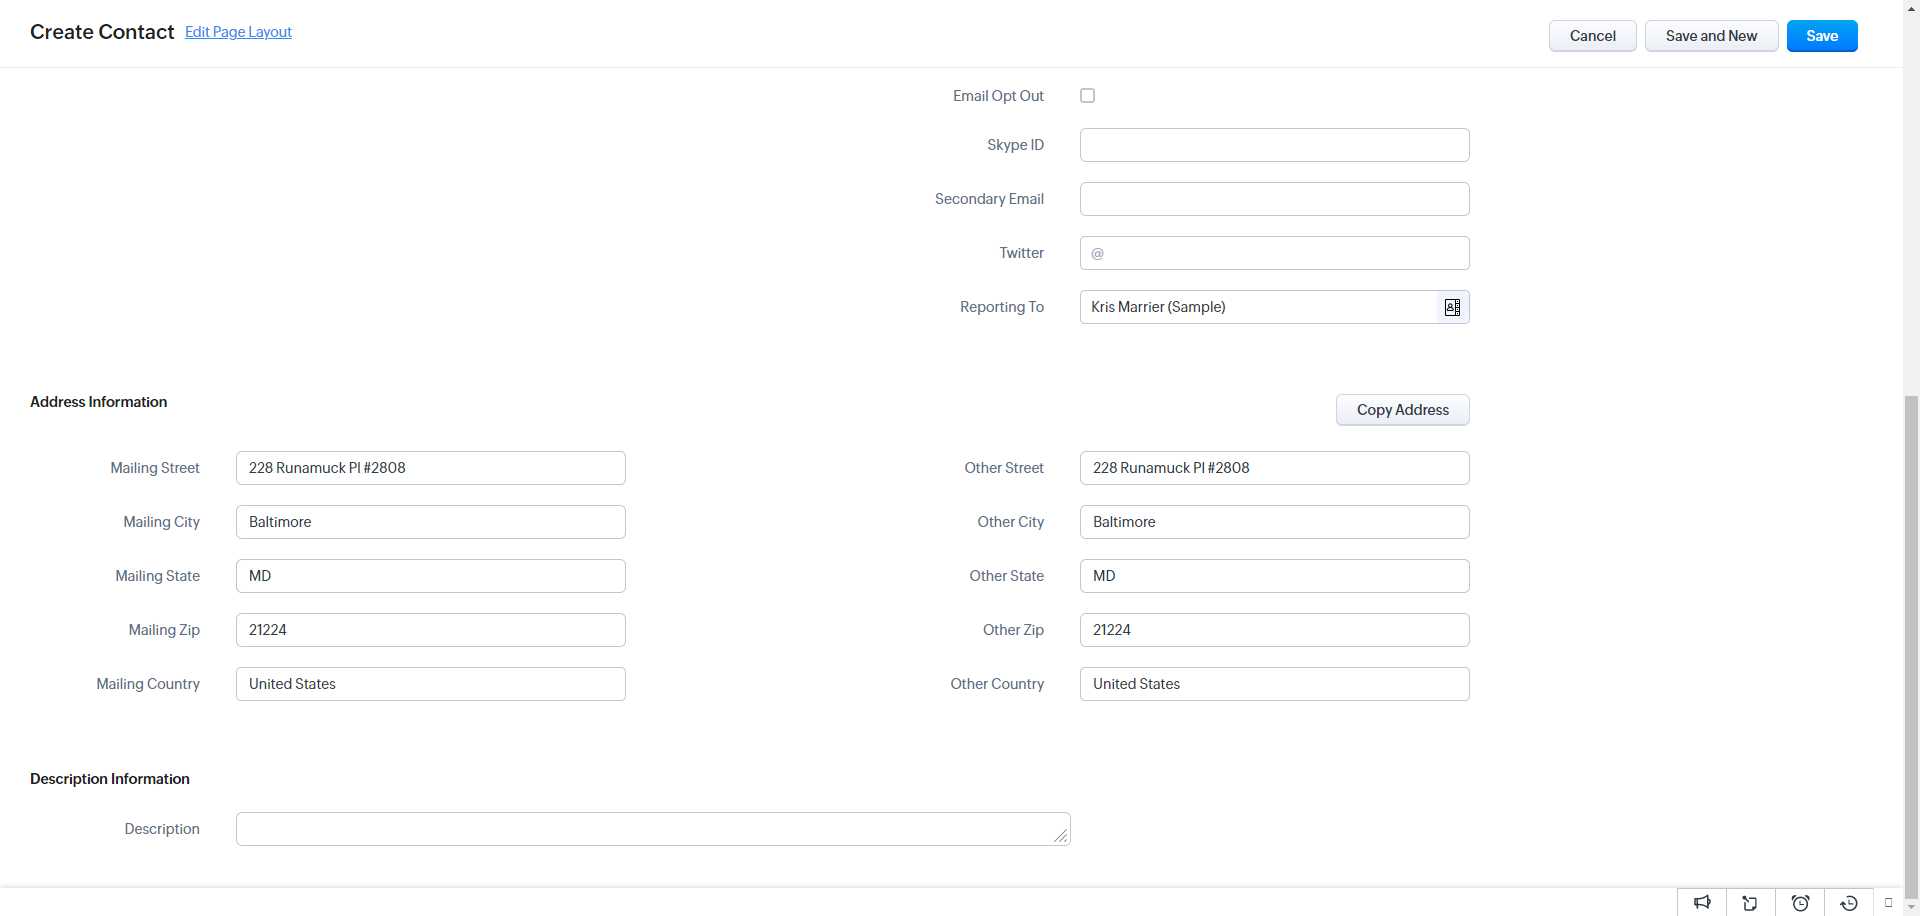 Create Contact Edit Page Layout
Cancel Save and New Save
Email Opt Out
Skype ID
Secondary Email
Twitter @
Reporting To Kris Marrier (Sample)
Address Information Copy Address
Mailing Street 228 Runamuck Pl #2808 Other Street 228 Runamuck Pl #2808
Mailing City Baltimore Other City Baltimore
Mailing State MD Other State MD
Mailing Zip 21224 Other Zip 21224
Mailing Country United States Other Country United States
Description Information
Description